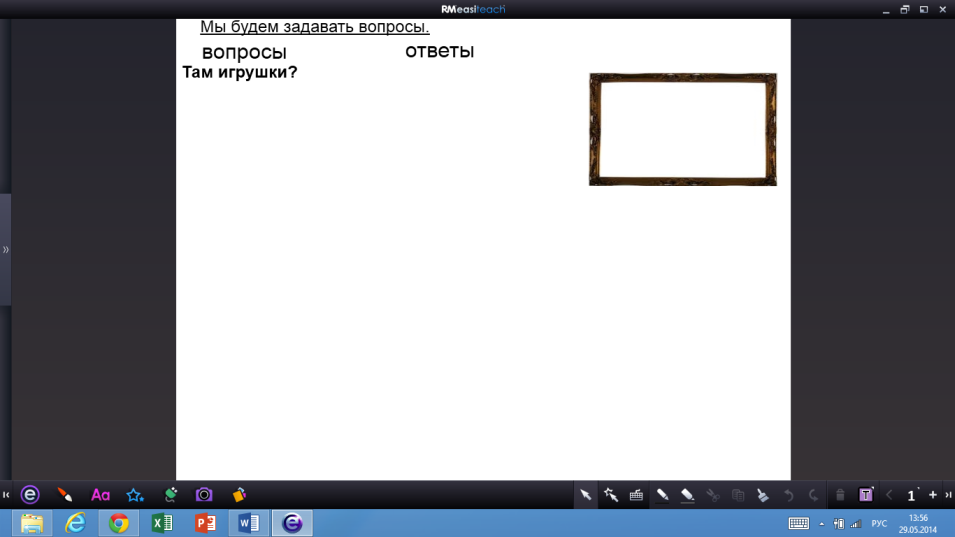 RMeasiteach
Мы будем задавать вопросы.
вопросы ответы
Там игрушки?
Aa
T
1
РУС
13:56
29.05.2014